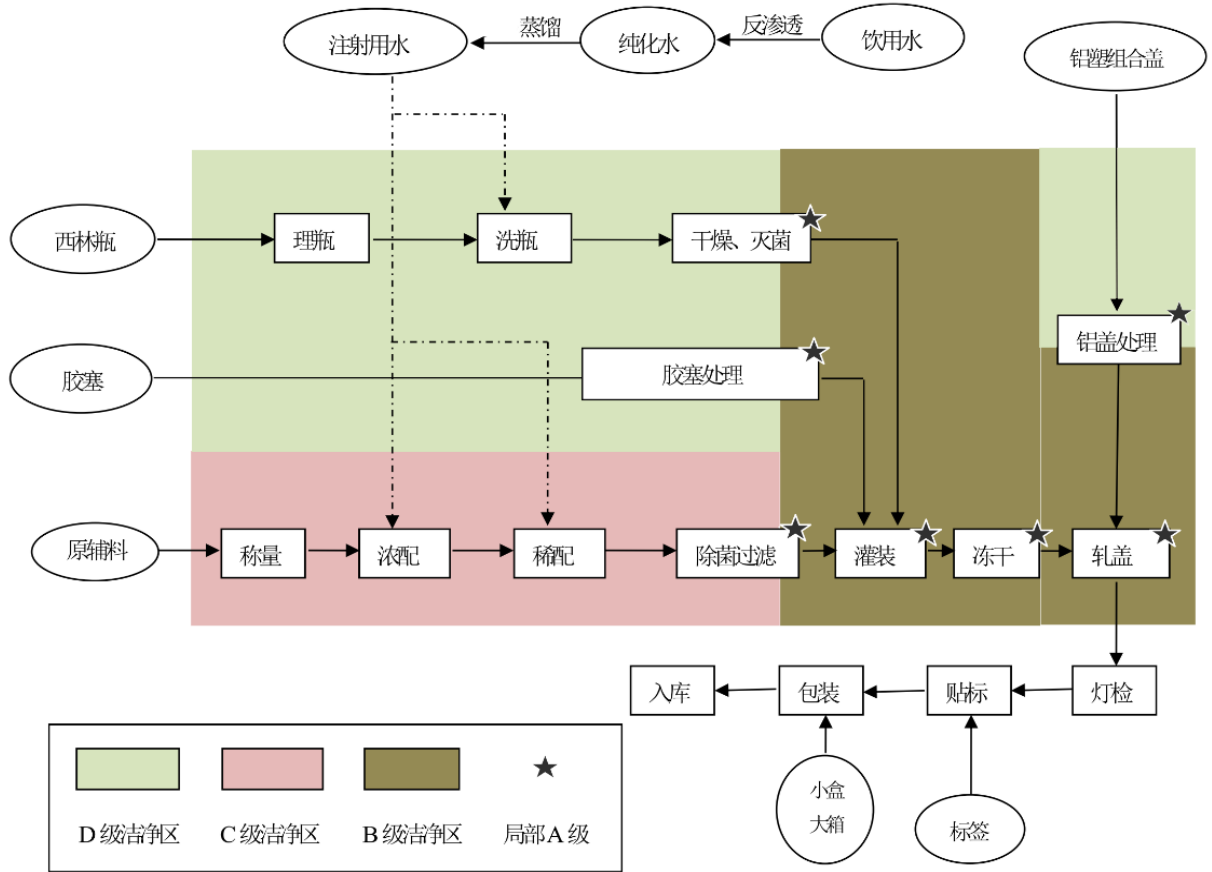 注射用水
蒸馏
纯化水
反渗透
饮用水
铝塑组合盖
西林瓶
理瓶
洗瓶
干燥、灭菌
铝盖处理
胶塞
胶塞处理
原辅料
称量
浓配
稀配
除菌过滤
灌装
冻干
轧盖
入库
包装
贴标
灯检
小盒
大箱
标签
D 级洁净区
C 级洁净区
B 级洁净区
局部 A 级